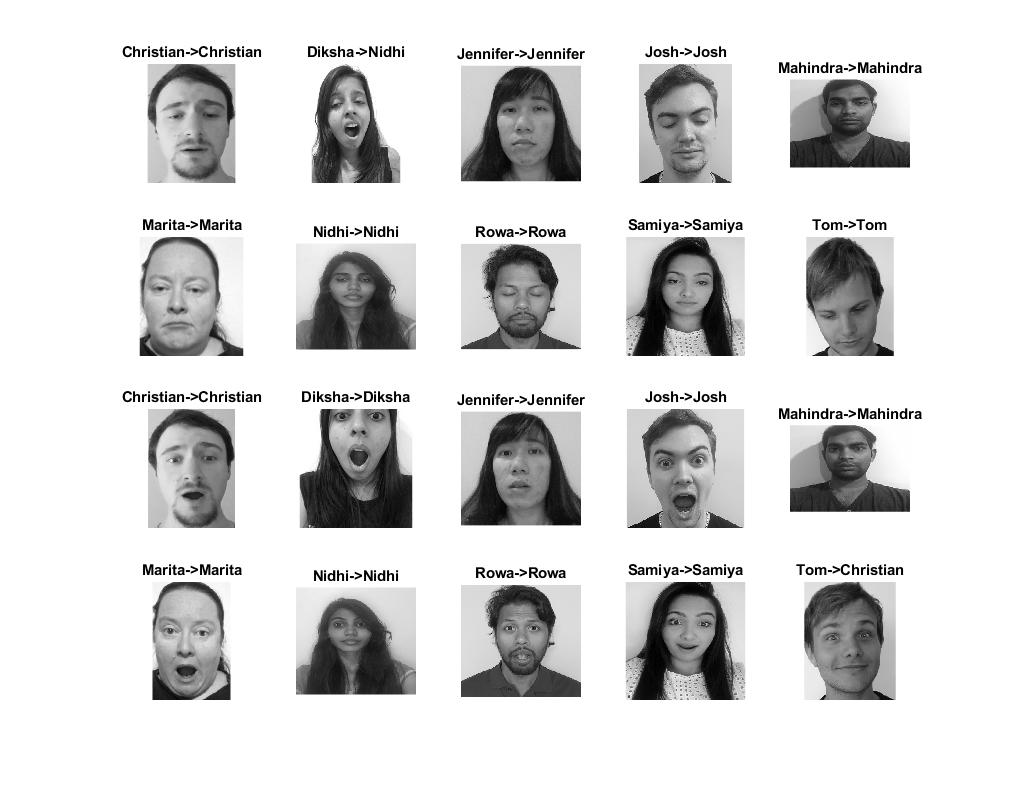 Christian->Christian
Diksha->Nidhi
Jennifer->Jennifer
Josh->Josh
Mahindra->Mahindra
Marita->Marita
Nidhi->Nidhi
Rowa->Rowa
Samiya->Samiya
Tom->Tom
Christian->Christian
Diksha->Diksha
Jennifer->Jennifer
Josh->Josh
Mahindra->Mahindra
Marita->Marita
Nidhi->Nidhi
Rowa->Rowa
Samiya->Samiya
Tom->Christian